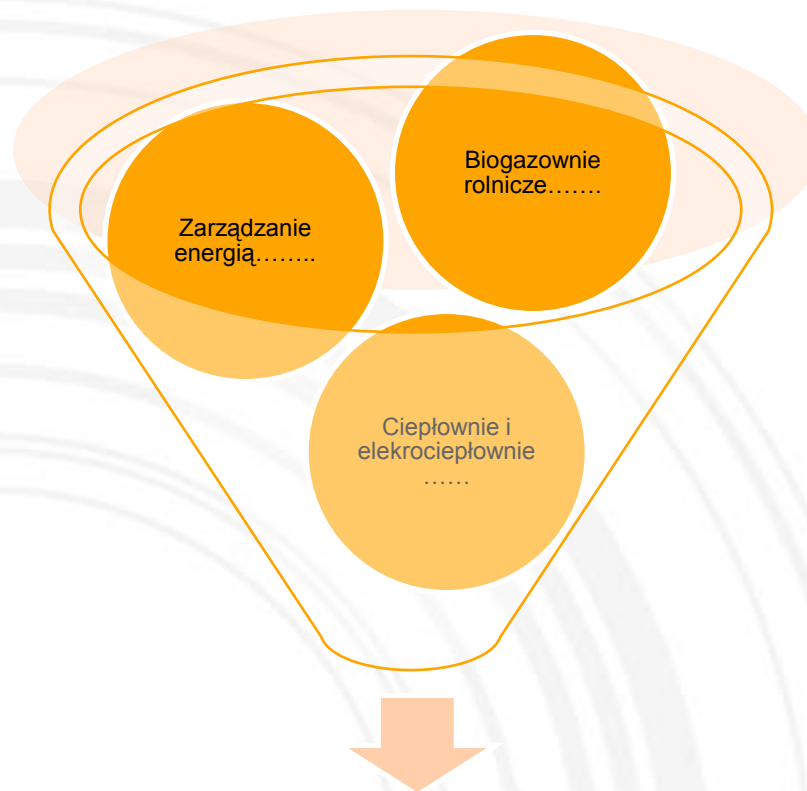 Biogazownie
rolnicze…….
Zarządzanie
energią……..
Ciepłownie i
elekrociepłownie
……